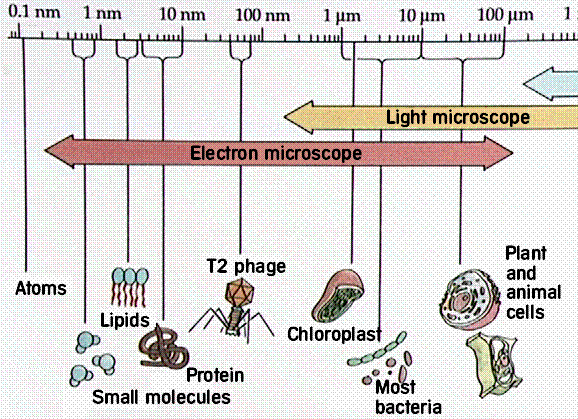 0.1 nm 1 nm 10 nm 100 nm 1 µm 10 µm 100 µm 1
Light microscope
Electron microscope
Atoms
Lipids
Small molecules
Protein
T2 phage
Chloroplast
Most
bacteria
Plant
and
animal
cells